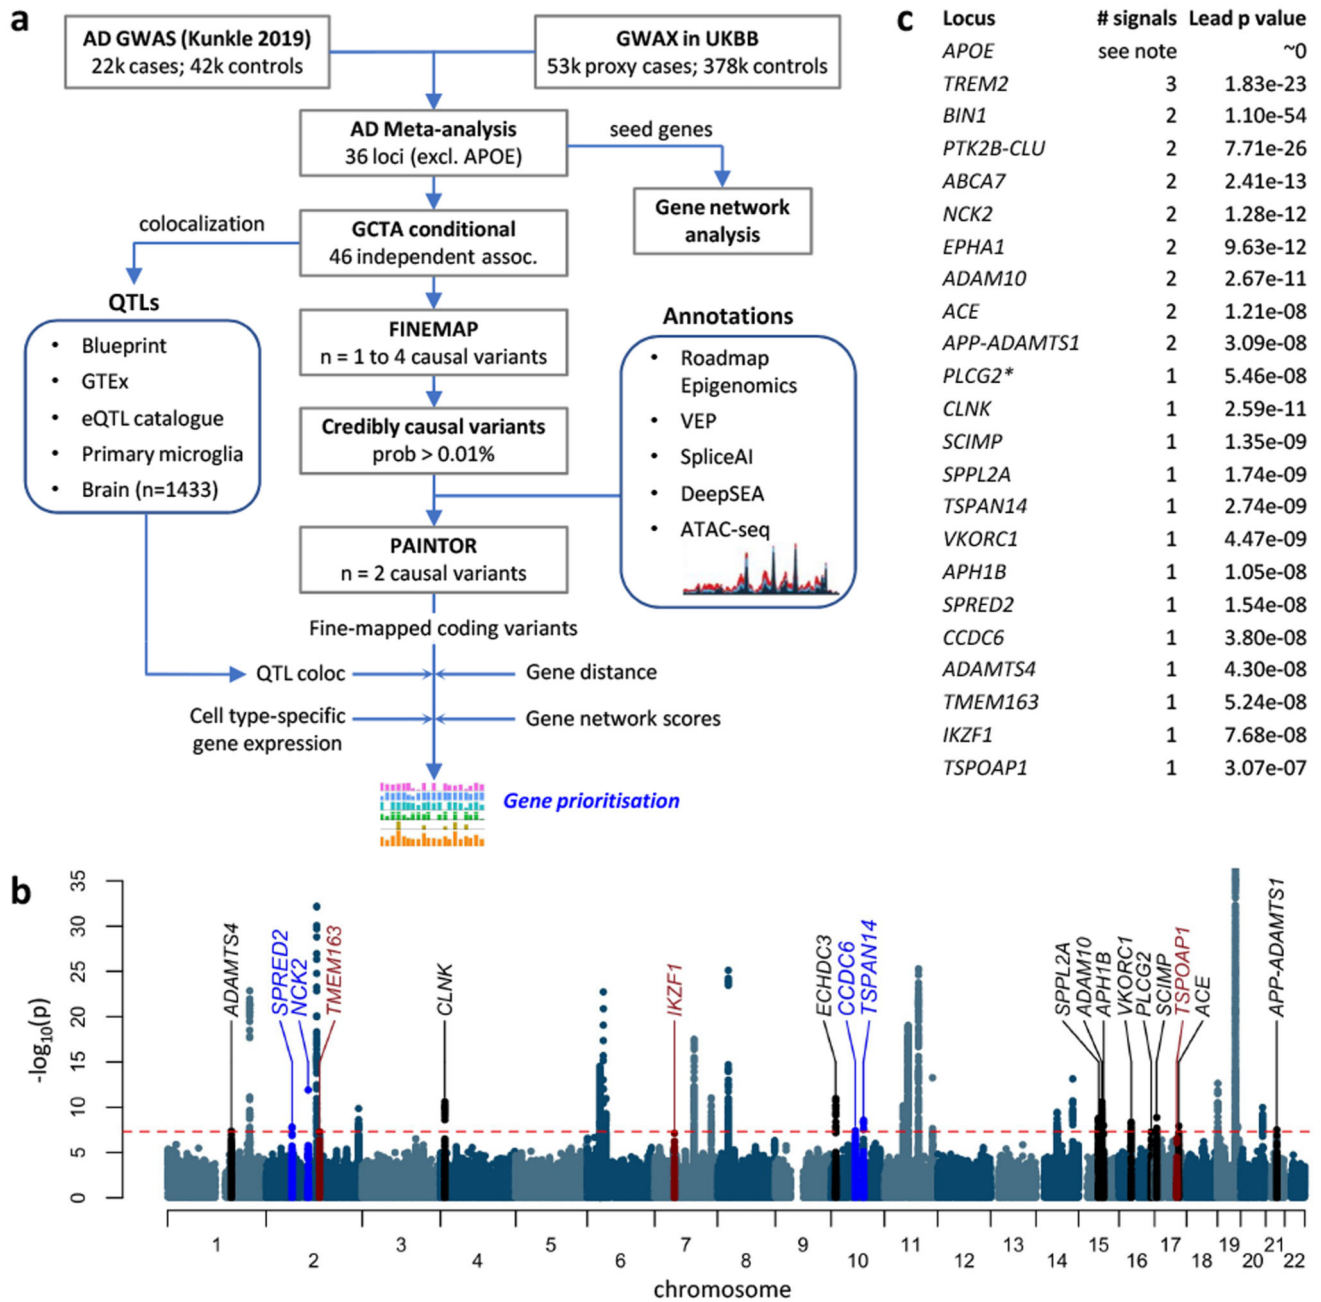 a
AD GWAS (Kunkle 2019)
22k cases; 42k controls
GWAX in UKBB
53k proxy cases; 378k controls
AD Meta-analysis
36 loci (excl. APOE)
seed genes
Gene network
analysis
colocalization
GCTA conditional
46 independent assoc.
QTLs
• Blueprint
• GTEx
• eQTL catalogue
• Primary microglia
• Brain (n=1433)
FINEMAP
n = 1 to 4 causal variants
Annotations
• Roadmap
Epigenomics
• VEP
• SpliceAI
• DeepSEA
• ATAC-seq
Credibly causal variants
prob > 0.01%
PAINTOR
n = 2 causal variants
Fine-mapped coding variants
QTL coloc
Gene distance
Cell type-specific
gene expression
Gene network scores
Gene prioritisation
c
Locus # signals Lead p value
APOE see note ~0
TREM2 3 1.83e-23
BIN1 2 1.10e-54
PTK2B-CLU 2 7.71e-26
ABCA7 2 2.41e-13
NCK2 2 1.28e-12
EPHA1 2 9.63e-12
ADAM10 2 2.67e-11
ACE 2 1.21e-08
APP-ADAMTS1 2 3.09e-08
PLCG2* 1 5.46e-08
CLNK 1 2.59e-11
SCIMP 1 1.35e-09
SPPL2A 1 1.74e-09
TSPAN14 1 2.74e-09
VKORC1 1 4.47e-09
APH1B 1 1.05e-08
SPRED2 1 1.54e-08
CCDC6 1 3.80e-08
ADAMTS4 1 4.30e-08
TMEM163 1 5.24e-08
IKZF1 1 7.68e-08
TSPOAP1 1 3.07e-07
b
-log10(p)
35
30
25
20
15
10
5
0
ADAMTS4
SPRED2
NCK2
TMEM163
CLNK
IKZF1
ECHDC3
CCDC6
TSPAN14
SPPL2A
ADAM10
APH1B
VKORC1
PLCG2
SCIMP
TSPOAP1
ACE
APP-ADAMTS1
1 2 3 4 5 6 7 8 9 10 11 12 13 14 15 16 17 18 19 20 21 22
chromosome